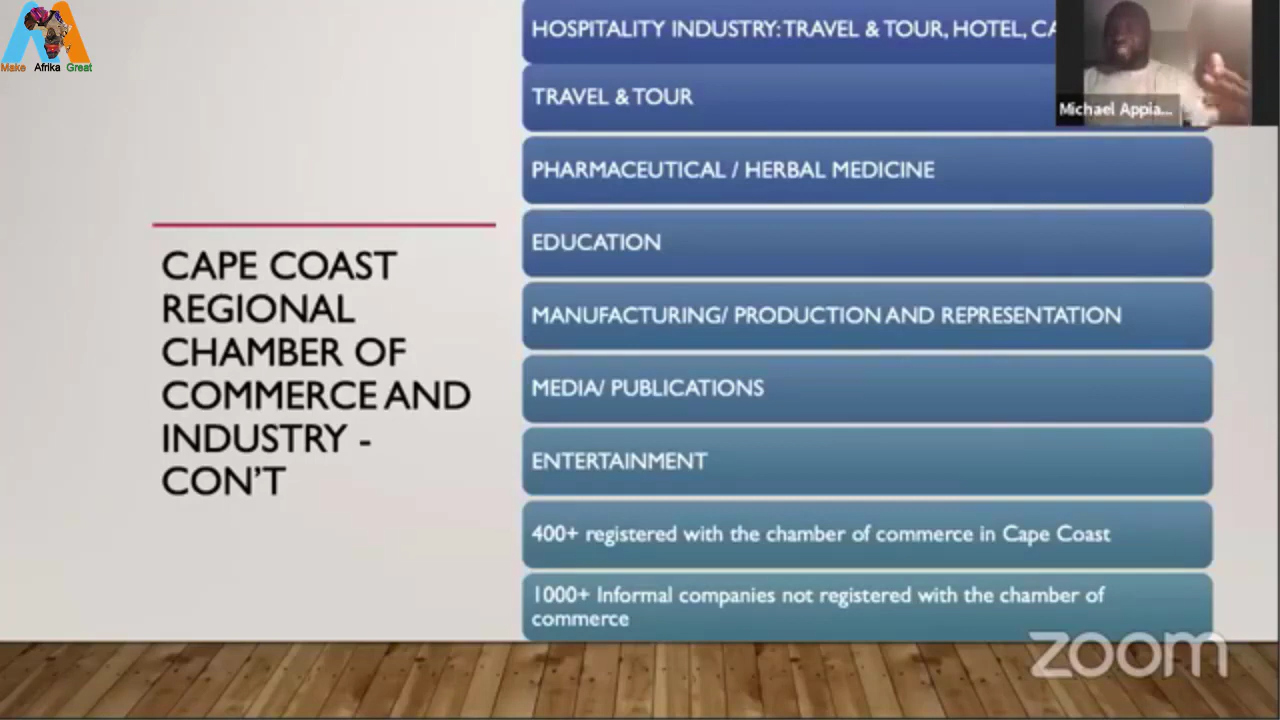 Make Afrika Great
CAPE COAST
REGIONAL
CHAMBER OF
COMMERCE AND
INDUSTRY -
CON'T
HOSPITALITY INDUSTRY: TRAVEL & TOUR, HOTEL,
TRAVEL & TOUR
PHARMACEUTICAL / HERBAL MEDICINE
EDUCATION
MANUFACTURING/ PRODUCTION AND REPRESENTATION
MEDIA/ PUBLICATIONS
ENTERTAINMENT
400+ registered with the chamber of commerce in Cape Coast
1000+ Informal companies not registered with the chamber of
commerce
Michael Appia...
zoom